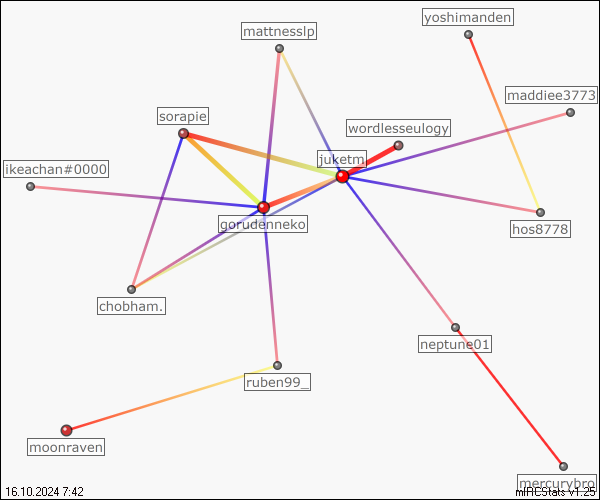 yoshimanden
mattnesslp
maddiee3773
sorapie
wordlesseulogy
juketm
ikeachan#0000
gorudenneko
hos8778
chobham.
neptune01
ruben99_
moonraven
mercurybro
16.10.2024 7:42
mIRCStats v1.25